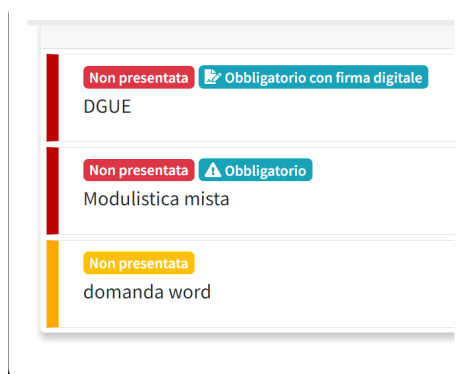 Non presentata Obbligatorio con firma digitale
DGUE
Non presentata Obbligatorio
Modulistica mista
Non presentata
domanda word